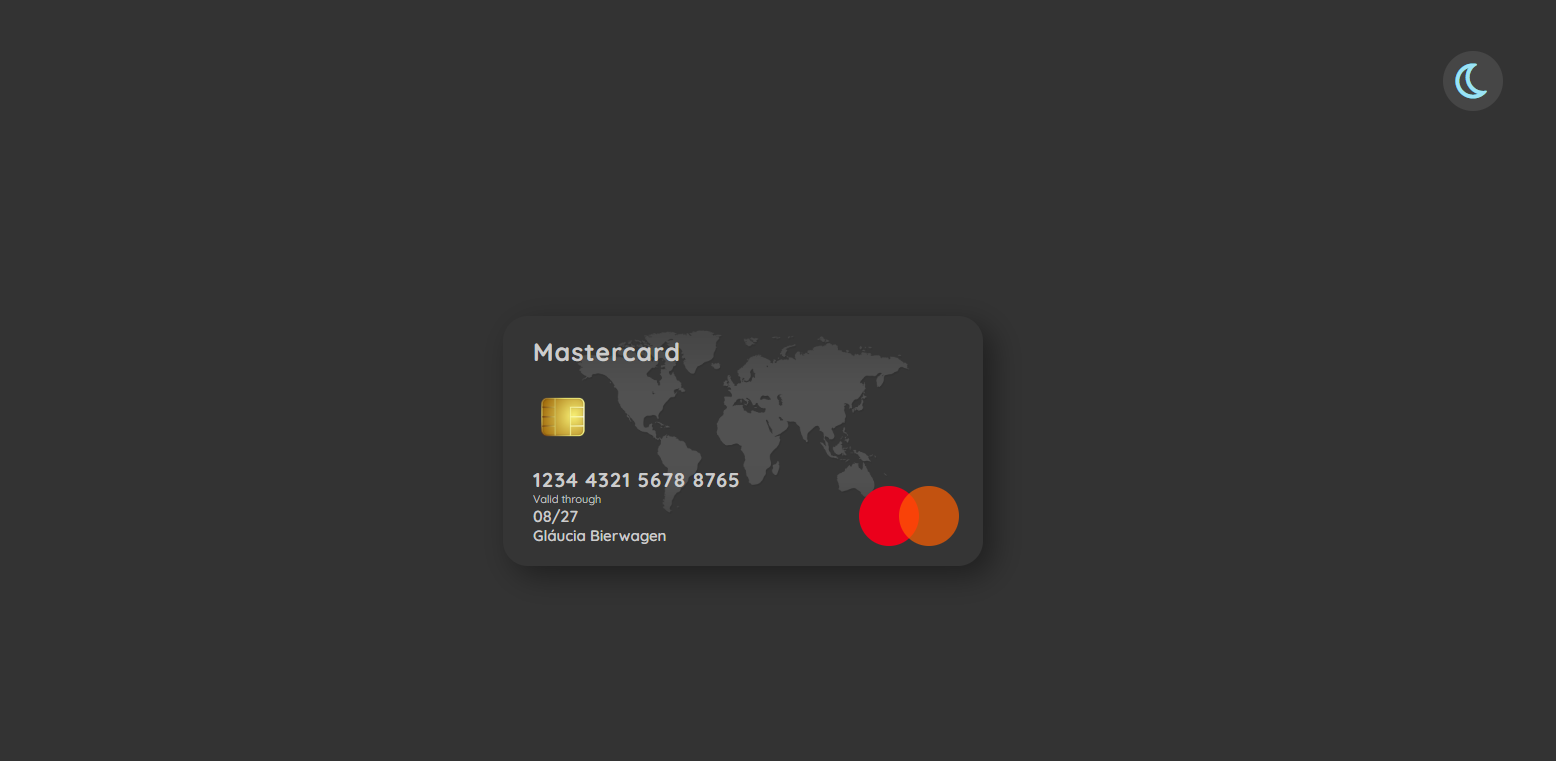 Mastercard
1234 4321 5678 8765
Valid through
08/27
Gláucia Bierwagen